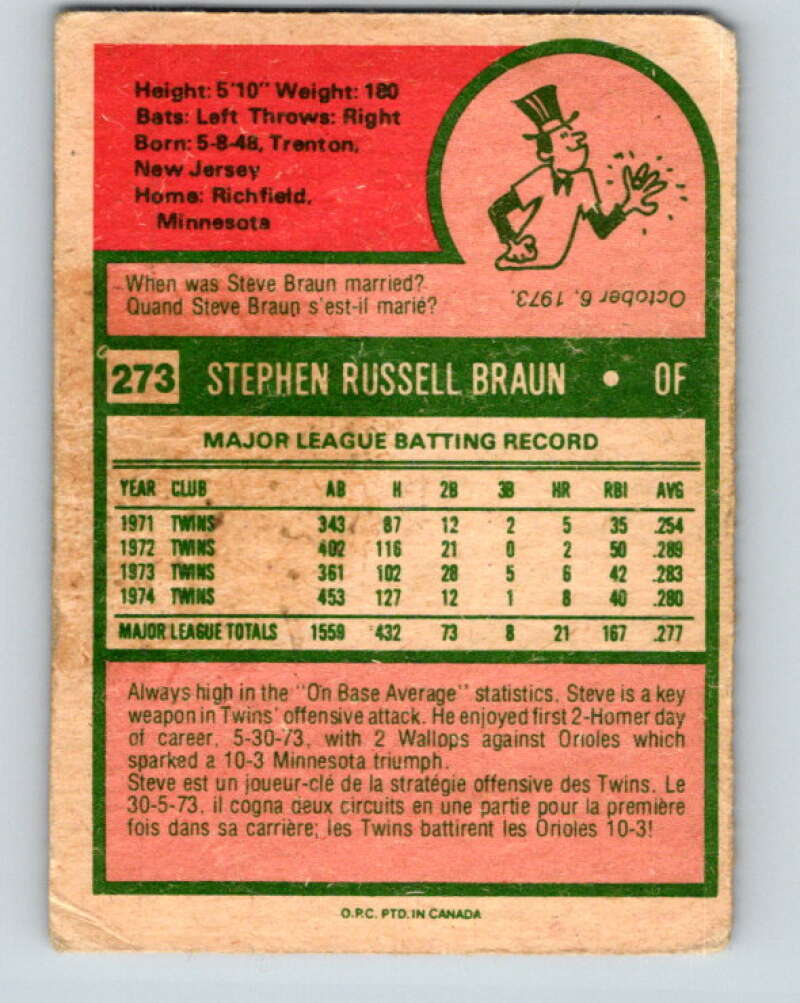 Height: 5'10" Weight: 180
Bats: Left Throws: Right
Born: 5-8-48, Trenton,
New Jersey
Home: Richfield,
Minnesota
When was Steve Braun married?
Quand Steve Braun s'est-il marié?
October 6, 1973.
273 STEPHEN RUSSELL BRAUN • OF
MAJOR LEAGUE BATTING RECORD
YEAR CLUB AB H 2B 3B HR RBI AVG
1971 TWINS 343 87 12 2 5 35 .254
1972 TWINS 402 116 21 0 2 50 .289
1973 TWINS 361 102 28 5 6 42 .283
1974 TWINS 453 127 12 1 8 40 .280
MAJOR LEAGUE TOTALS 1559 432 73 8 21 167 .277
Always high in the "On Base Average" statistics, Steve is a key
weapon in Twins' offensive attack. He enjoyed first 2-Homer day
of career, 5-30-73, with 2 Wallops against Orioles which
sparked a 10-3 Minnesota triumph.
Steve est un joueur-clé de la stratégie offensive des Twins. Le
30-5-73, il cogna deux circuits en une partie pour la première
fois dans sa carrière; les Twins battirent les Orioles 10-3!
O.P.C. PTD. IN CANADA